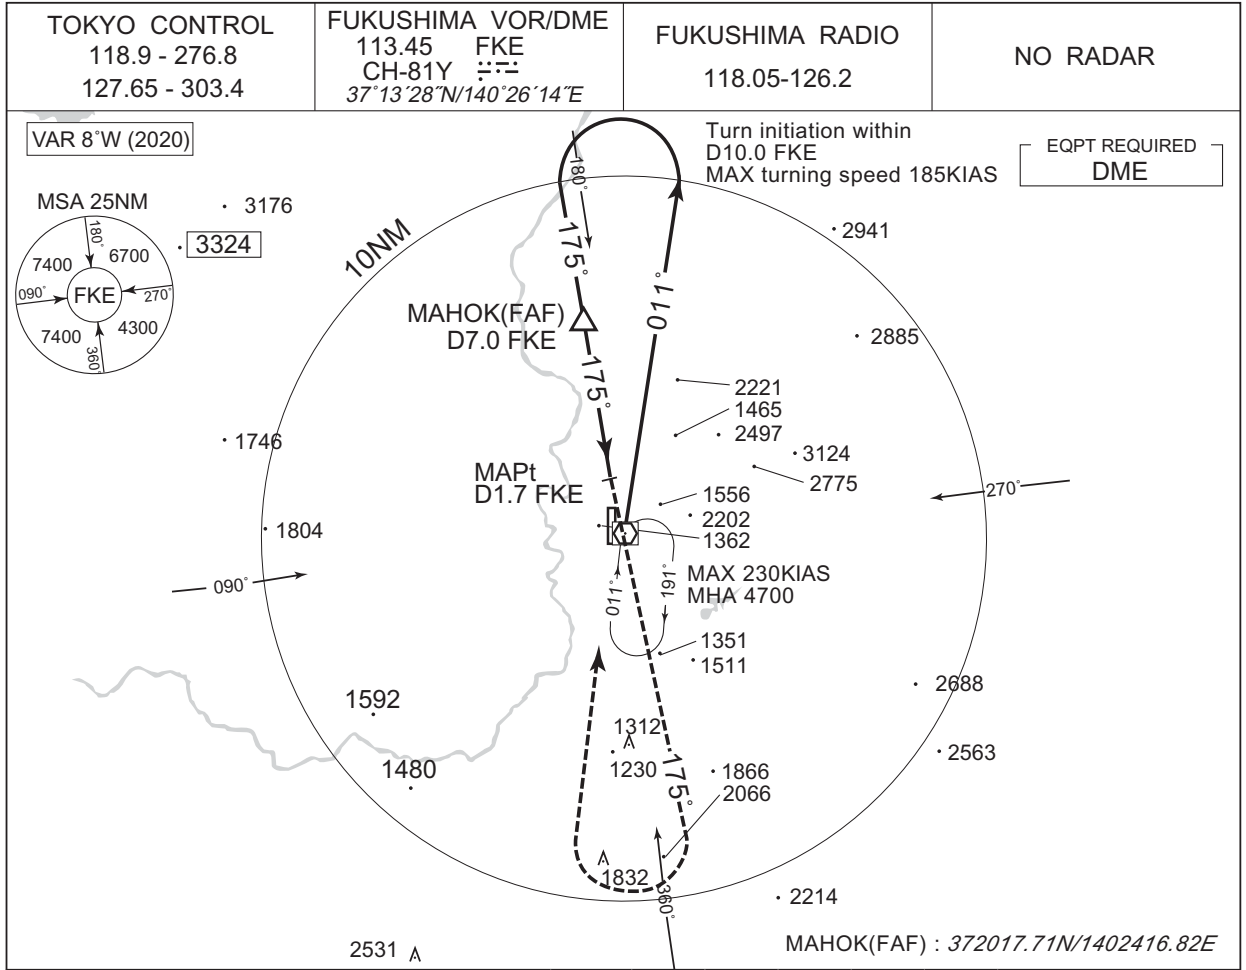 TOKYO CONTROL
118.9 - 276.8
127.65 - 303.4
FUKUSHIMA VOR/DME
113.45 FKE
CH-81Y
37°13′28″N/140°26′14″E
FUKUSHIMA RADIO
118.05-126.2
NO RADAR
VAR 8°W (2020)
Turn initiation within
D10.0 FKE
MAX turning speed 185KIAS
EQPT REQUIRED
DME
MSA 25NM
180°
7400
6700
090°
FKE
270°
7400
4300
360°
3176
3324
10NM
180°
175°
011°
2941
MAHOK(FAF)
D7.0 FKE
175°
2885
2221
1465
2497
3124
2775
1746
MAPt
D1.7 FKE
1556
2202
1362
270°
1804
090°
011°
191°
MAX 230KIAS
MHA 4700
1351
1511
2688
1592
1312
1230
175°
1866
2066
2563
1480
1832
360°
2214
2531
MAHOK(FAF) : 372017.71N/1402416.82E